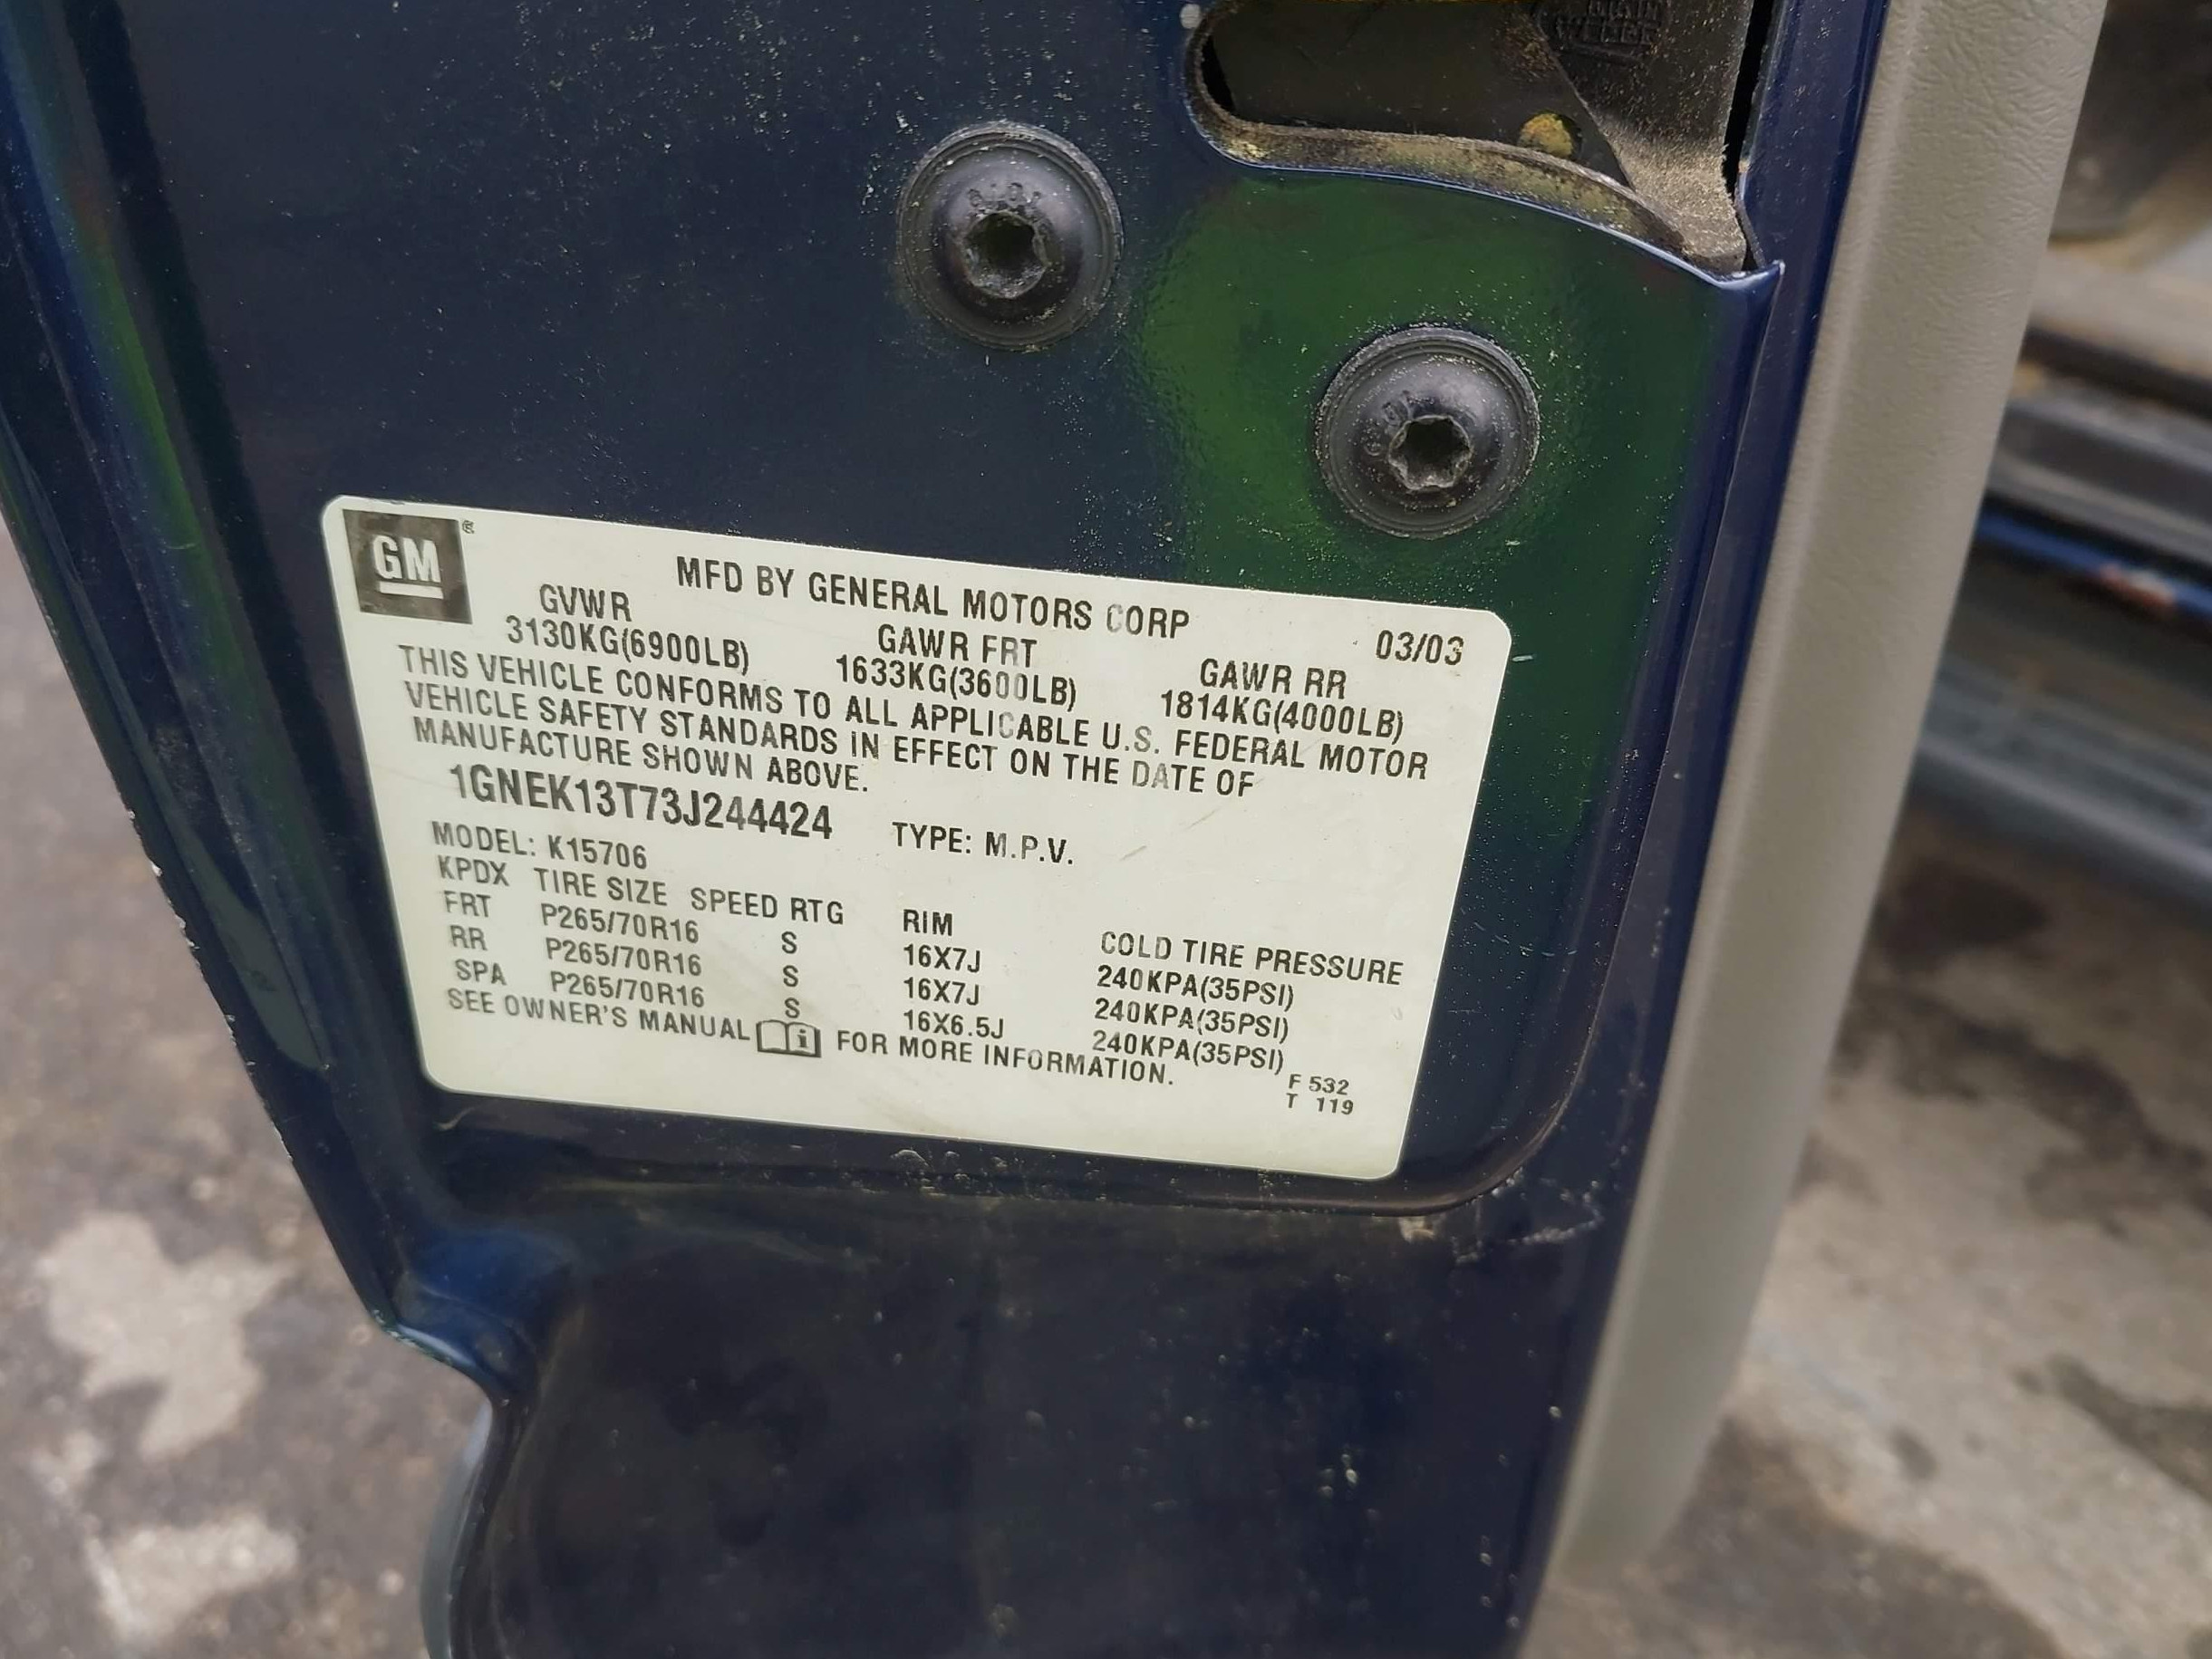 GM
MFD BY GENERAL MOTORS CORP 03/03
GVWR GAWR FRT GAWR RR
3130KG(6900LB) 1633KG(3600LB) 1814KG(4000LB)
THIS VEHICLE CONFORMS TO ALL APPLICABLE U.S. FEDERAL MOTOR
VEHICLE SAFETY STANDARDS IN EFFECT ON THE DATE OF
MANUFACTURE SHOWN ABOVE.
1GNEK13T73J244424 TYPE: M.P.V.
MODEL: K15706
KPDX TIRE SIZE SPEED RTG RIM COLD TIRE PRESSURE
FRT P265/70R16 S 16X7J 240KPA(35PSI)
RR P265/70R16 S 16X7J 240KPA(35PSI)
SPA P265/70R16 S 16X6.5J 240KPA(35PSI)
SEE OWNER'S MANUAL FOR MORE INFORMATION.
F 532
T 119